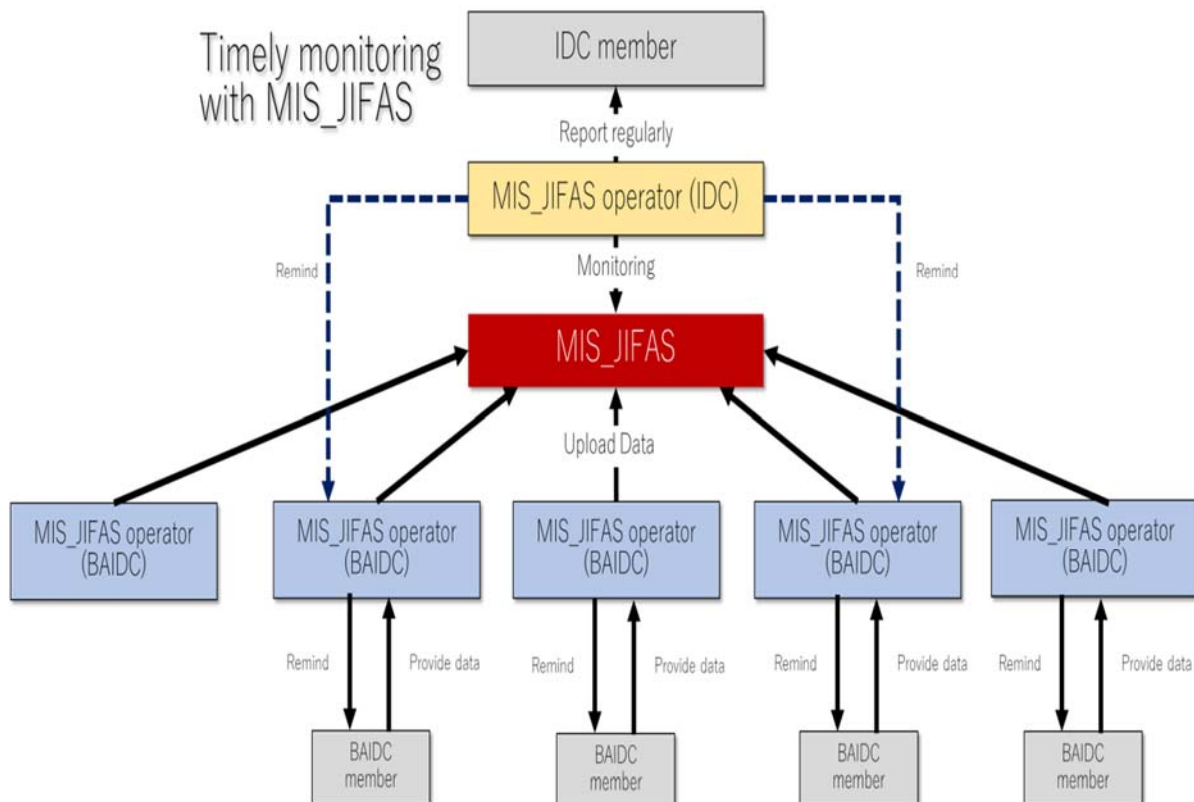 Timely monitoring
with MIS_JIFAS
IDC member
Report regularly
MIS_JIFAS operator (IDC)
Remind
Monitoring
Remind
MIS_JIFAS
Upload Data
MIS_JIFAS operator
(BAIDC)
MIS_JIFAS operator
(BAIDC)
MIS_JIFAS operator
(BAIDC)
MIS_JIFAS operator
(BAIDC)
MIS_JIFAS operator
(BAIDC)
Remind
Provide data
Remind
Provide data
Remind
Provide data
Remind
Provide data
BAIDC
member
BAIDC
member
BAIDC
member
BAIDC
member